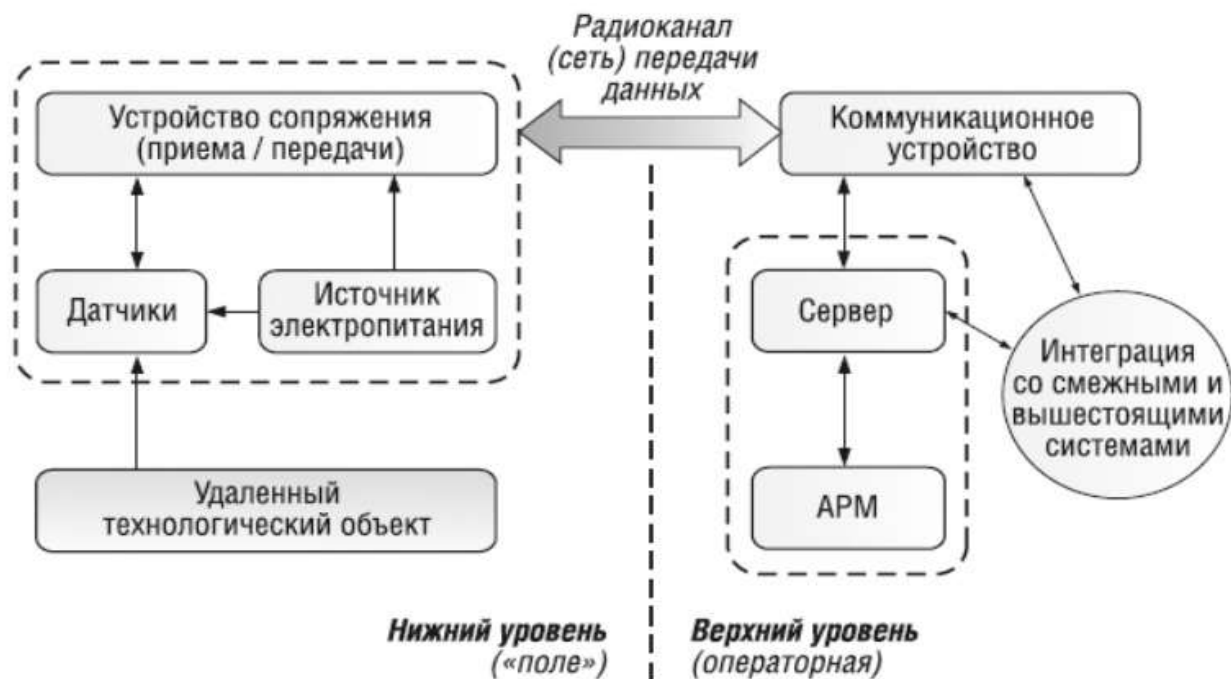 Радиоканал
(сеть) передачи
данных
Устройство сопряжения
(приема / передачи)
Коммуникационное
устройство
Датчики
Источник
электропитания
Сервер
Интеграция
со смежными и
вышестоящими
системами
Удаленный
технологический объект
АРМ
Нижний уровень
(«поле»)
Верхний уровень
(операторная)